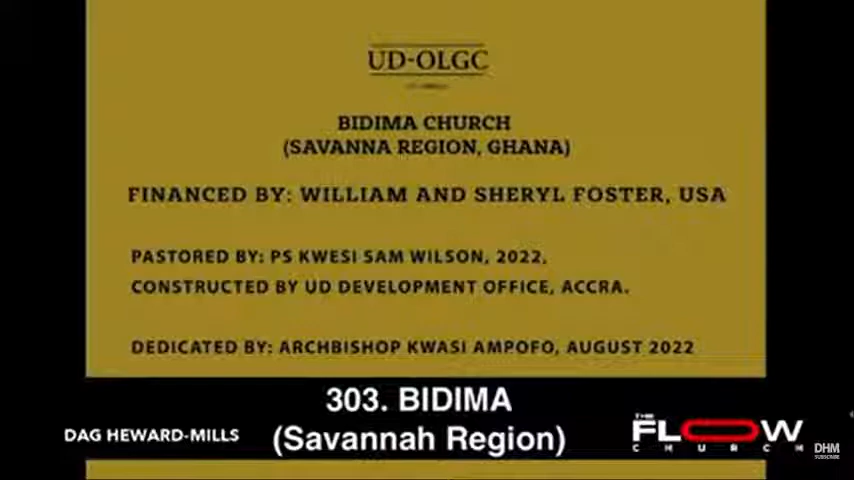 UD-OLGC
BIDIMA CHURCH
(SAVANNA REGION, GHANA)
FINANCED BY: WILLIAM AND SHERYL FOSTER, USA
PASTORED BY: PS KWESI SAM WILSON, 2022,
CONSTRUCTED BY UD DEVELOPMENT OFFICE, ACCRA.
DEDICATED BY: ARCHBISHOP KWASI AMPOFO, AUGUST 2022
303. BIDIMA
(Savannah Region)
DAG HEWARD-MILLS
THE
FLOW
CHURCH
DHM
SUBSCRIBE